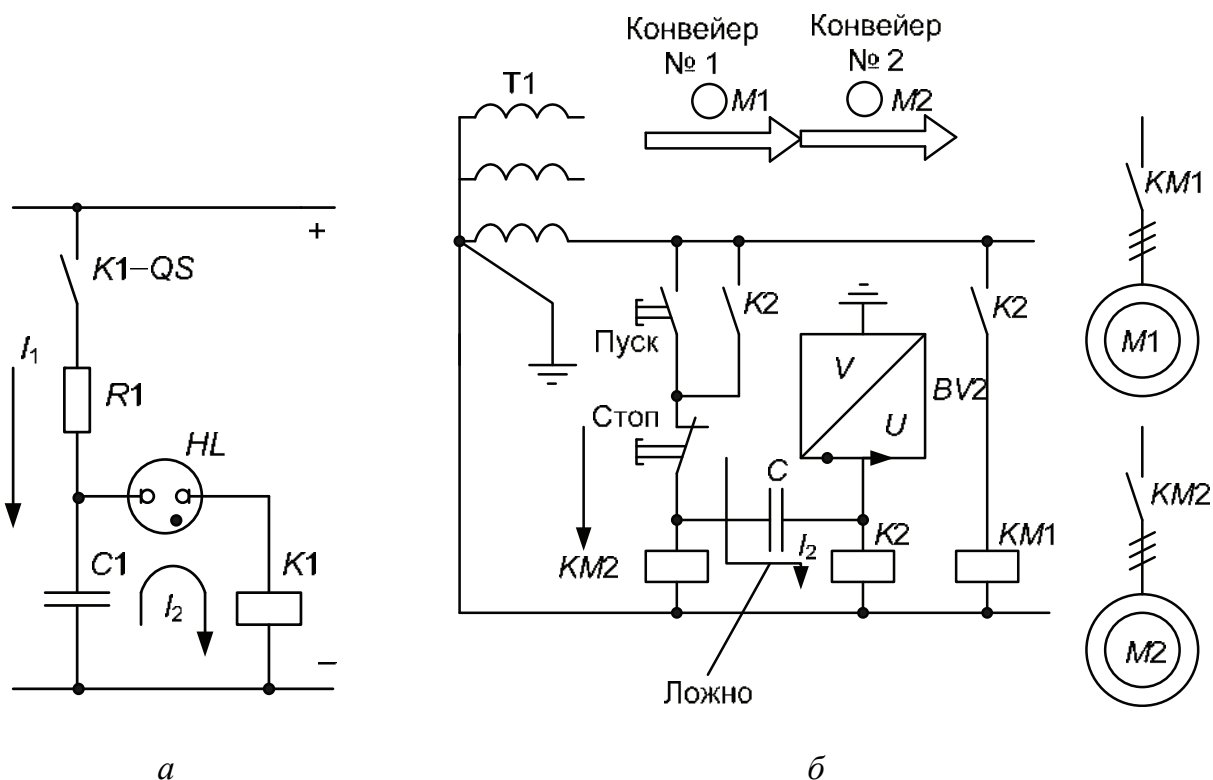 Конвейер
№ 1
Конвейер
№ 2
T1
M1
M2
+
K1–QS
I1
R1
HL
C1
I2
K1
–
а
KM1
K2
Пуск
K2
M1
V
BV2
U
Стоп
C
KM2
I2
K2
KM1
KM2
M2
Ложно
б